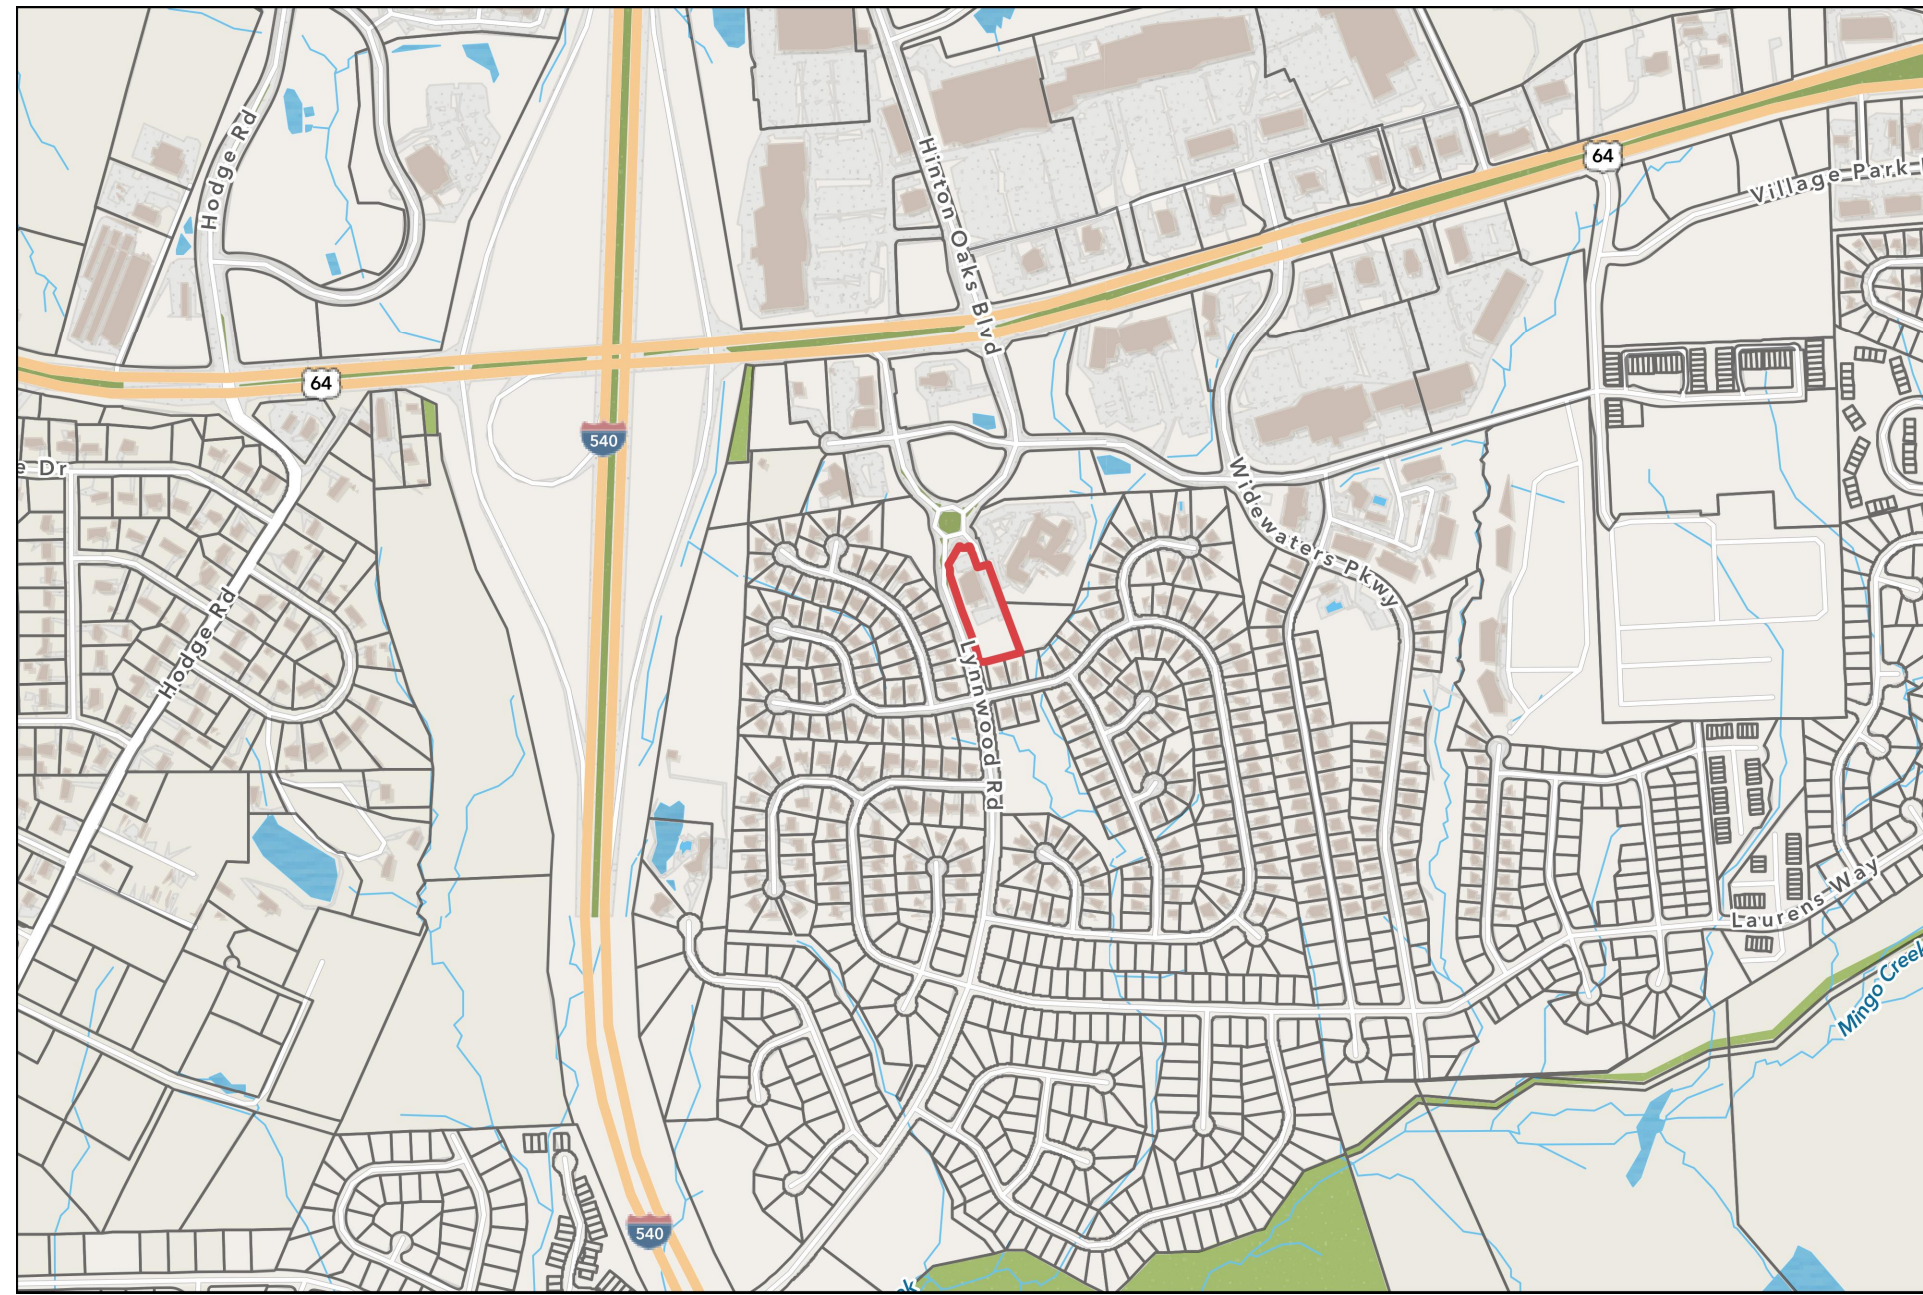 Hodge Rd
Hinton Oaks Blvd
64
Village Park
64
540
e Dr
Widewaters Pkwy
Hodge Rd
Lynnwood Rd
Laurens Way
Mingo Creek
540
ek